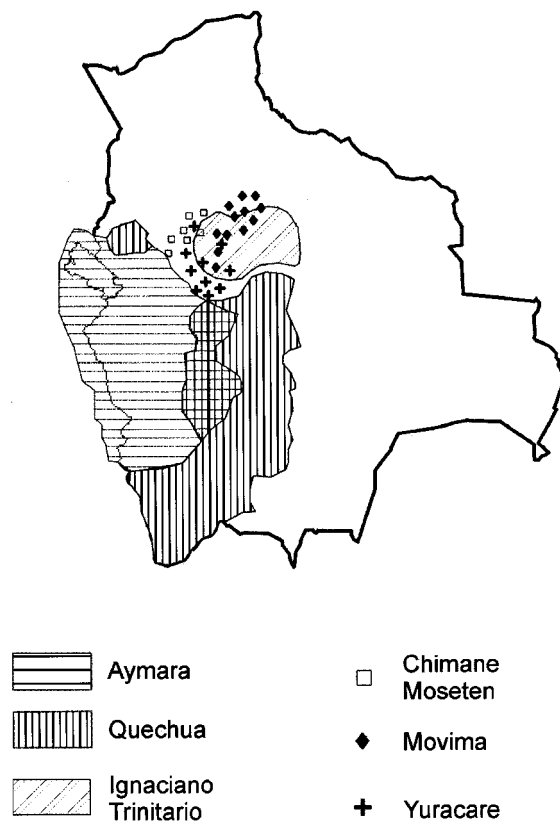 Aymara
Quechua
Ignaciano
Trinitario
Chimane
Moseten
Movima
Yuracare